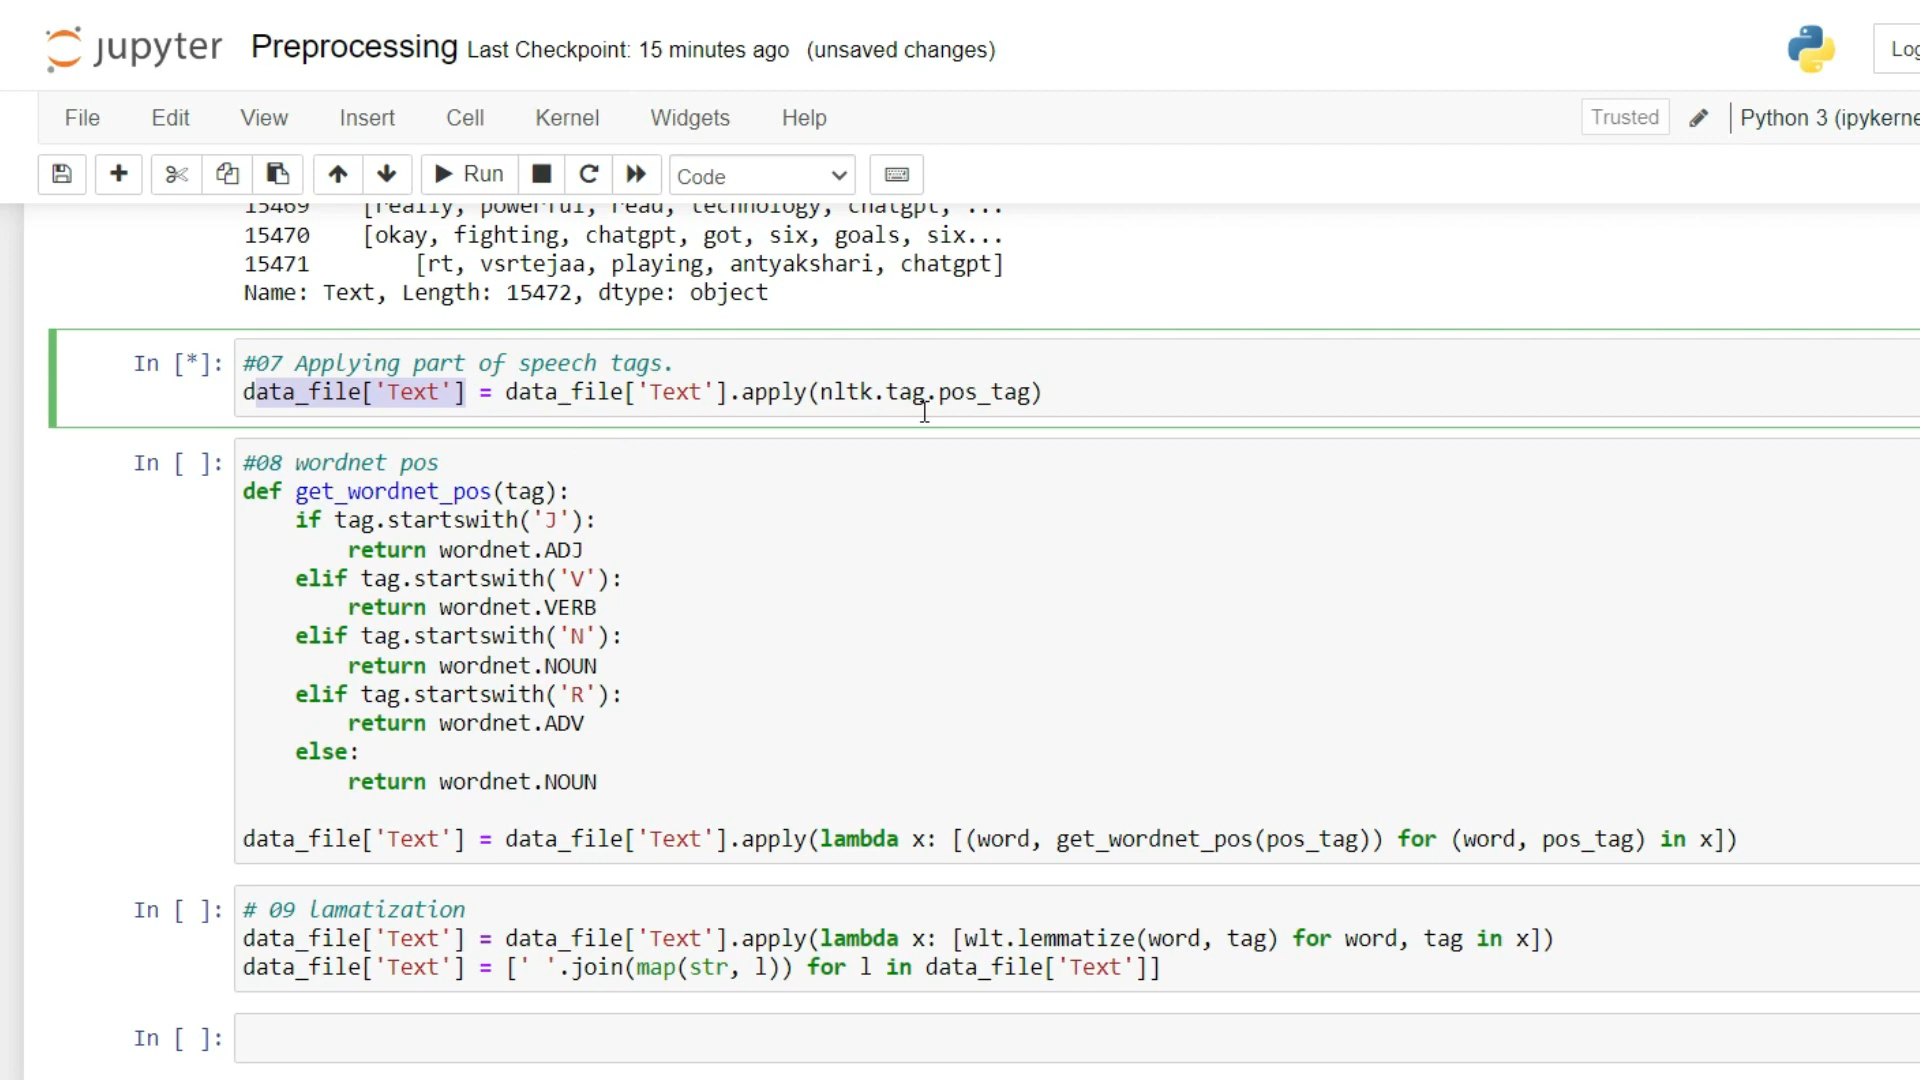 jupyter Preprocessing Last Checkpoint: 15 minutes ago (unsaved changes)
File Edit View Insert Cell Kernel Widgets Help Trusted Python 3 (ipykerne
Run Code
15469 [really, powerful, read, technology, chatgpt, ...
15470 [okay, fighting, chatgpt, got, six, goals, six...
15471 [rt, vsrtejaa, playing, antyakshari, chatgpt]
Name: Text, Length: 15472, dtype: object
In [*]: #07 Applying part of speech tags.
data_file['Text'] = data_file['Text'].apply(nltk.tag.pos_tag)
In [ ]: #08 wordnet pos
def get_wordnet_pos(tag):
if tag.startswith('J'):
return wordnet.ADJ
elif tag.startswith('V'):
return wordnet.VERB
elif tag.startswith('N'):
return wordnet.NOUN
elif tag.startswith('R'):
return wordnet.ADV
else:
return wordnet.NOUN
data_file['Text'] = data_file['Text'].apply(lambda x: [(word, get_wordnet_pos(pos_tag)) for (word, pos_tag) in x])
In [ ]: # 09 lamatization
data_file['Text'] = data_file['Text'].apply(lambda x: [wlt.lemmatize(word, tag) for word, tag in x])
data_file['Text'] = [' '.join(map(str, l)) for l in data_file['Text']]
In [ ]: